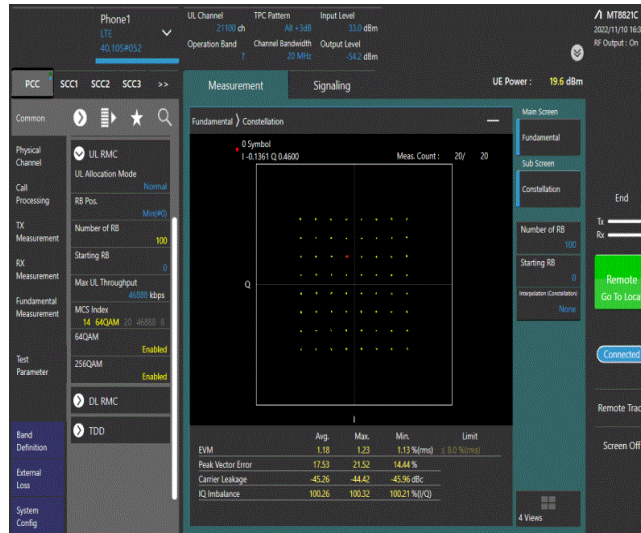 Phone1
LTE
40.105#052
UL Channel TPC Pattern Input Level
21100 ch All +3dB 33.0 dBm
Operation Band Channel Bandwidth Output Level
7 20 MHz -54.2 dBm
MT8821C
2022/11/10 16:3
RF Output : On
PCC SCC1 SCC2 SCC3 >>
Measurement Signaling
UE Power : 19.6 dBm
Common
Physical
Channel
Call
Processing
TX
Measurement
RX
Measurement
Fundamental
Measurement
Test
Parameter
Band
Definition
External
Loss
System
Config
UL RMC
UL Allocation Mode
Normal
RB Pos.
Min(#0)
Number of RB
100
Starting RB
0
Max UL Throughput
46888 kbps
MCS Index
14 64QAM 20 46888 6
64QAM
Enabled
256QAM
Enabled
DL RMC
TDD
Fundamental > Constellation
0 Symbol
I -0.1361 Q 0.4600 Meas. Count : 20/ 20
Q
I
Avg. Max. Min. Limit
EVM 1.18 1.23 1.13 %(rms) ≤ 8.0 %(rms)
Peak Vector Error 17.53 21.52 14.44 %
Carrier Leakage -45.26 -44.42 -45.96 dBc
IQ Imbalance 100.26 100.32 100.21 %(I/Q)
Main Screen
Fundamental
Sub Screen
Constellation
Number of RB
100
Starting RB
0
Interpolation (Constellation)
None
4 Views
End
Tx
Rx
Remote
Go To Loca
Connected
Remote Trac
Screen Off